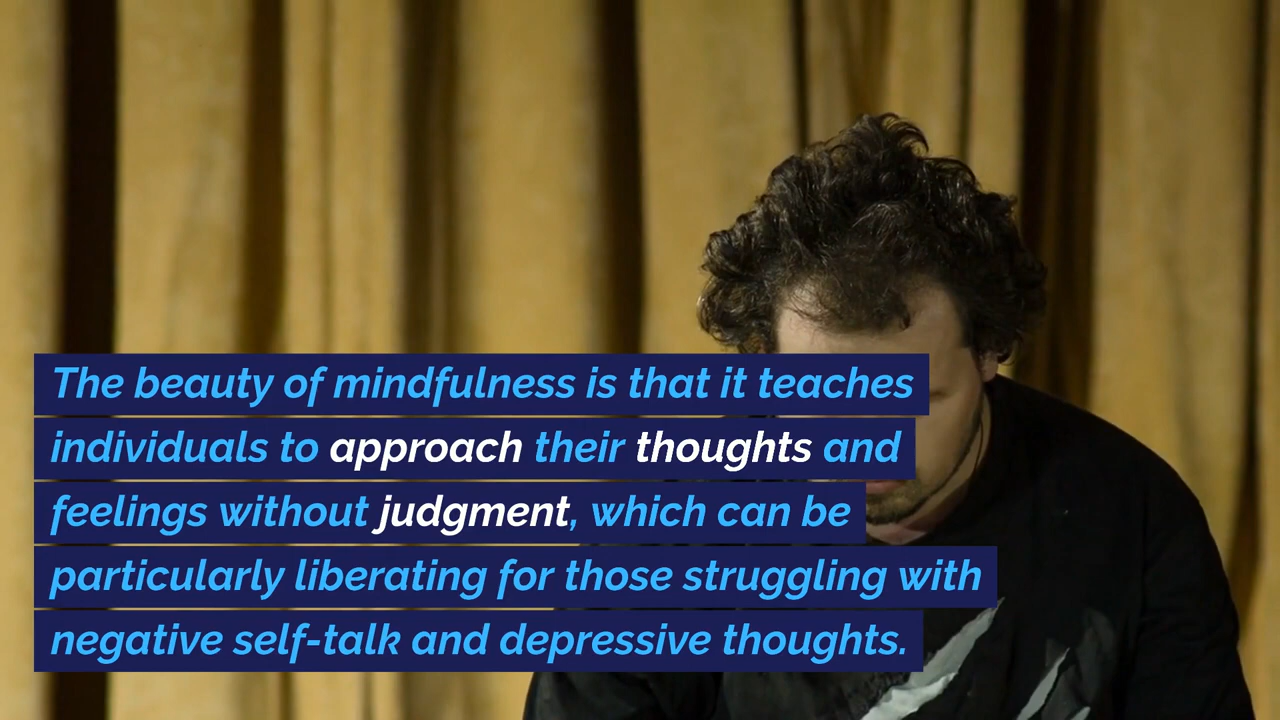 The beauty of mindfulness is that it teaches
individuals to approach their thoughts and
feelings without judgment, which can be
particularly liberating for those struggling with
negative self-talk and depressive thoughts.